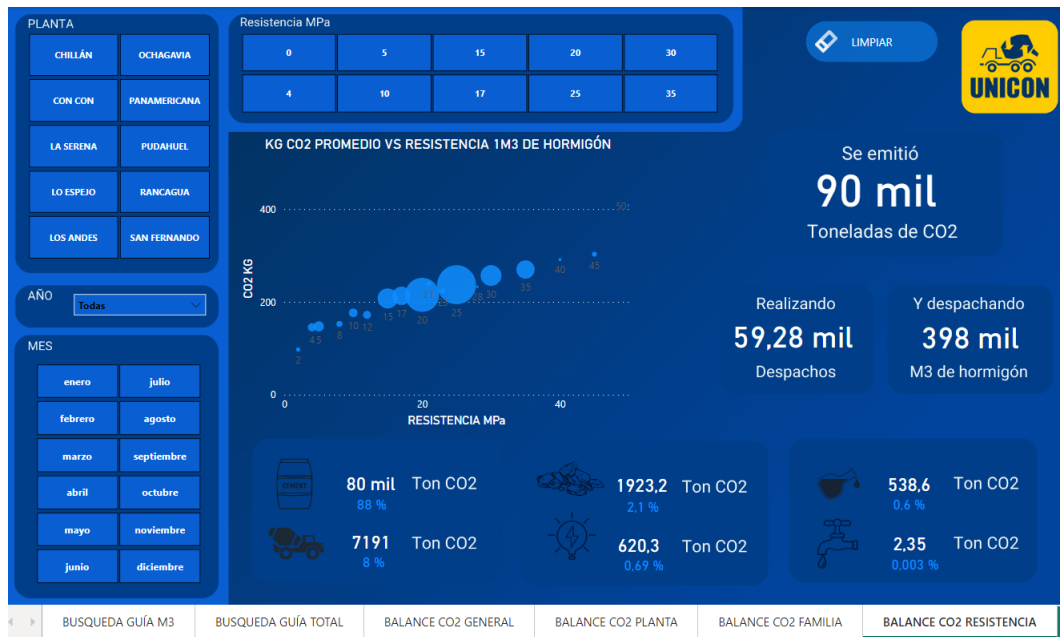 PLANTA
CHILLÁN OCHAGAVIA
CON CON PANAMERICANA
LA SERENA PUDAHUEL
LO ESPEJO RANCAGUA
LOS ANDES SAN FERNANDO
AÑO
Todas
MES
enero julio
febrero agosto
marzo septiembre
abril octubre
mayo noviembre
junio diciembre
Resistencia MPa
0 5 15 20 30
4 10 17 25 35
LIMPIAR
UNICON
KG CO2 PROMEDIO VS RESISTENCIA 1M3 DE HORMIGÓN
CO2 KG
400
200
0
0 20 40
RESISTENCIA MPa
2
4 5
8
10 12
15 17
20
21
25
28 30
35
40
45
50
Se emitió
90 mil
Toneladas de CO2
Realizando
59,28 mil
Despachos
Y despachando
398 mil
M3 de hormigón
CEMENT
80 mil Ton CO2
88 %
7191 Ton CO2
8 %
1923,2 Ton CO2
2,1 %
620,3 Ton CO2
0,69 %
538,6 Ton CO2
0,6 %
2,35 Ton CO2
0,003 %
BUSQUEDA GUÍA M3 BUSQUEDA GUÍA TOTAL BALANCE CO2 GENERAL BALANCE CO2 PLANTA BALANCE CO2 FAMILIA BALANCE CO2 RESISTENCIA